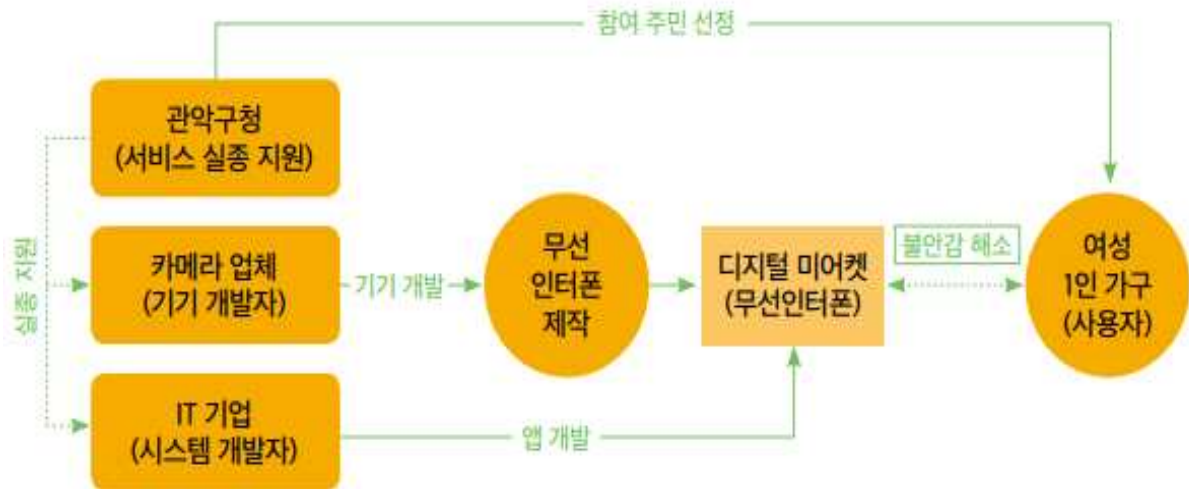 참여 주민 선정
관악구청
(서비스 실종 지원)
실종 지원
카메라 업체
(기기 개발자)
기기 개발
무선
인터폰
제작
디지털 미어켓
(무선인터폰)
불안감 해소
여성
1인 가구
(사용자)
IT 기업
(시스템 개발자)
앱 개발